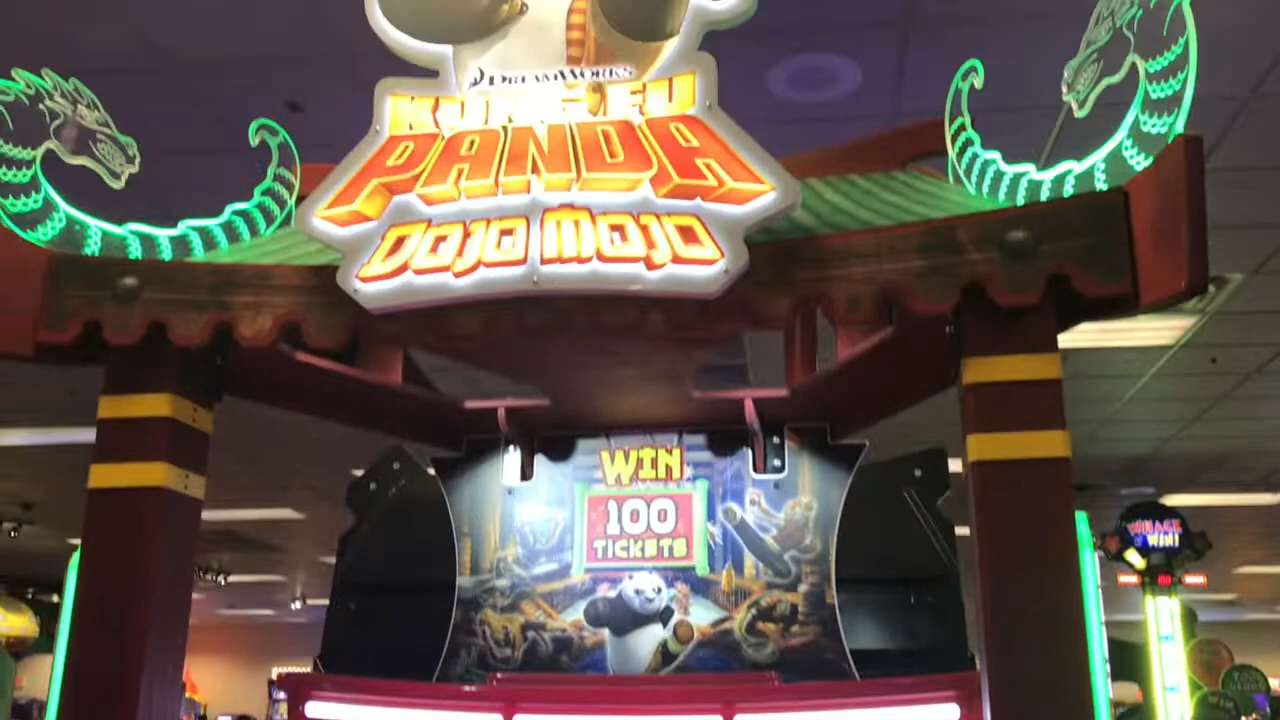 DREAMWORKS
KUNG FU
PANDA
DOJO MOJO
WIN
100
TICKETS
WHACK
WIN!